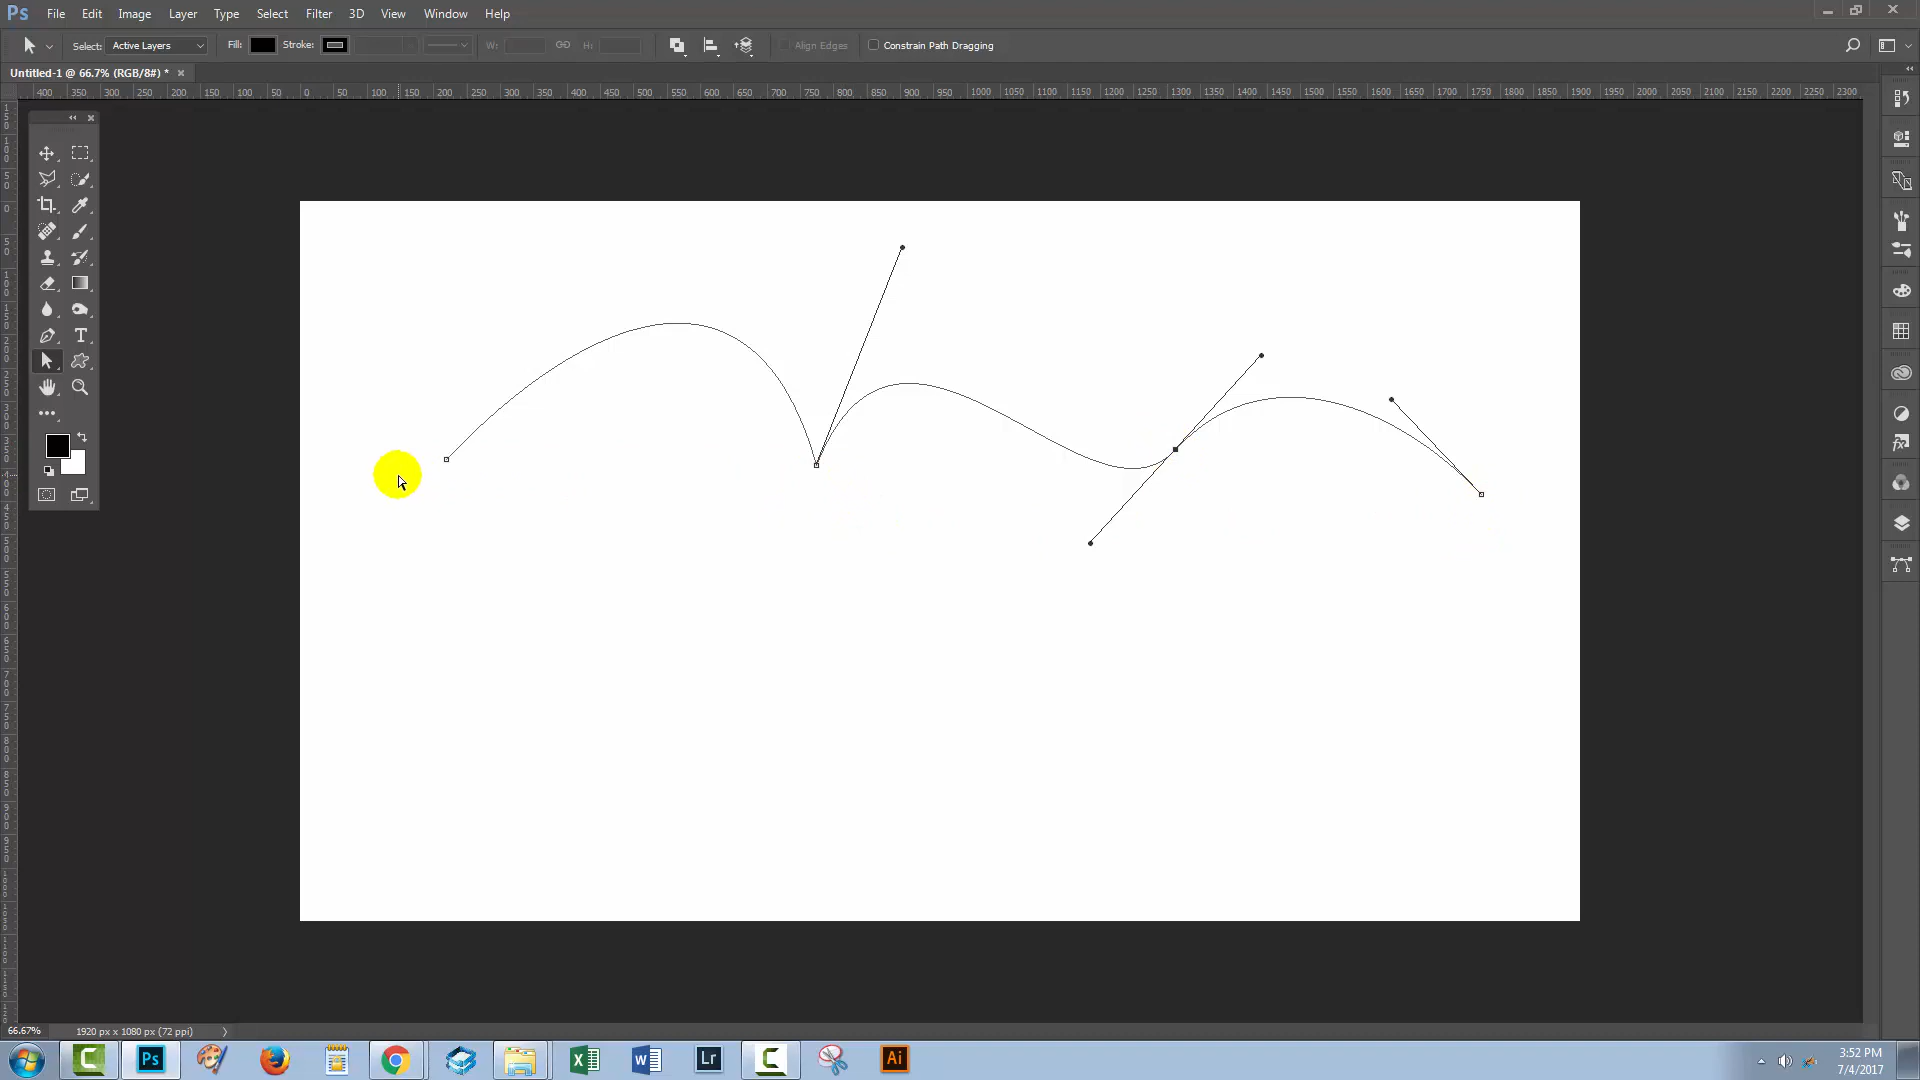 Ps File Edit Image Layer Type Select Filter 3D View Window Help
Select: Active Layers Fill: Stroke: W: H: Align Edges Constrain Path Dragging
Untitled-1 @ 66.7% (RGB/8#) * ×
400 350 300 250 200 150 100 50 0 50 100 150 200 250 300 350 400 450 500 550 600 650 700 750 800 850 900 950 1000 1050 1100 1150 1200 1250 1300 1350 1400 1450 1500 1550 1600 1650 1700 1750 1800 1850 1900 1950 2000 2050 2100 2150 2200 2250 2300
T
66.67% 1920 px x 1080 px (72 ppi)
Ps Lr Ai
3:52 PM
7/4/2017